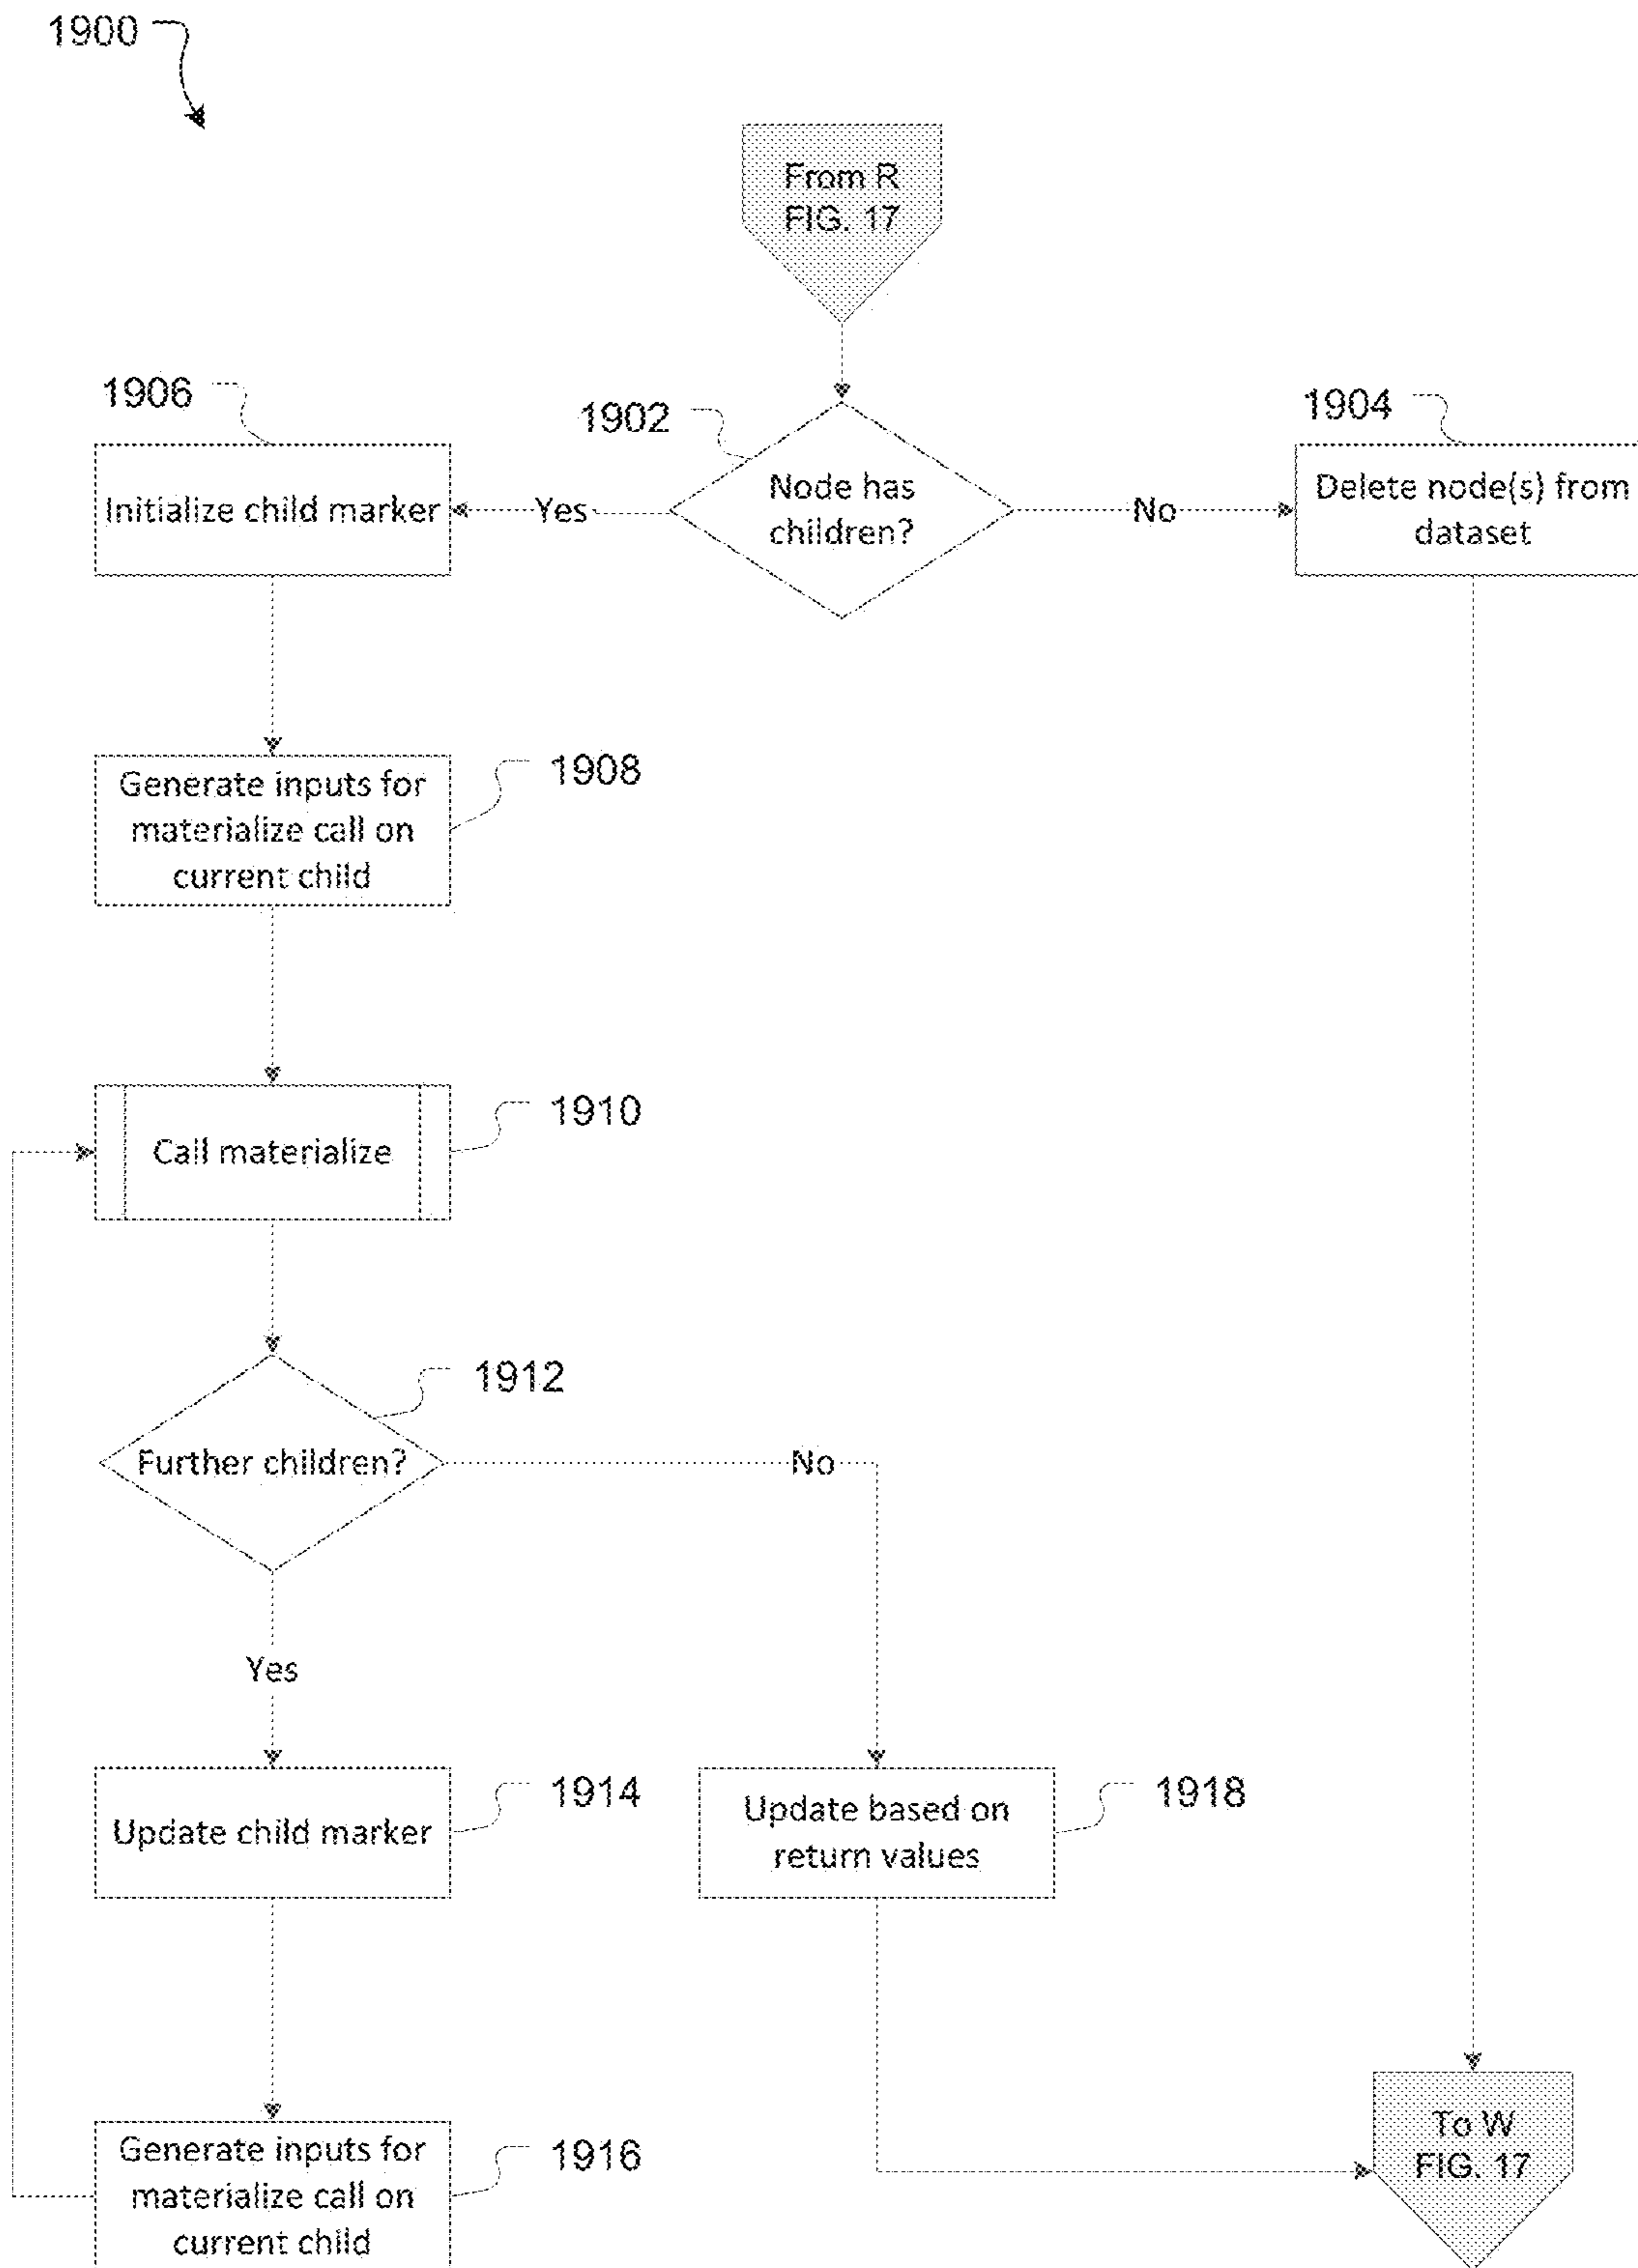 1900
From R
FIG. 17
1906
1902
1904
Initialize child marker
Yes
Node has
children?
No
Delete node(s) from
dataset
Generate inputs for
materialize call on
current child
1908
Call materialize
1910
1912
Further children?
No
Yes
Update child marker
1914
Update based on
return values
1918
Generate inputs for
materialize call on
current child
1916
To W
FIG. 17